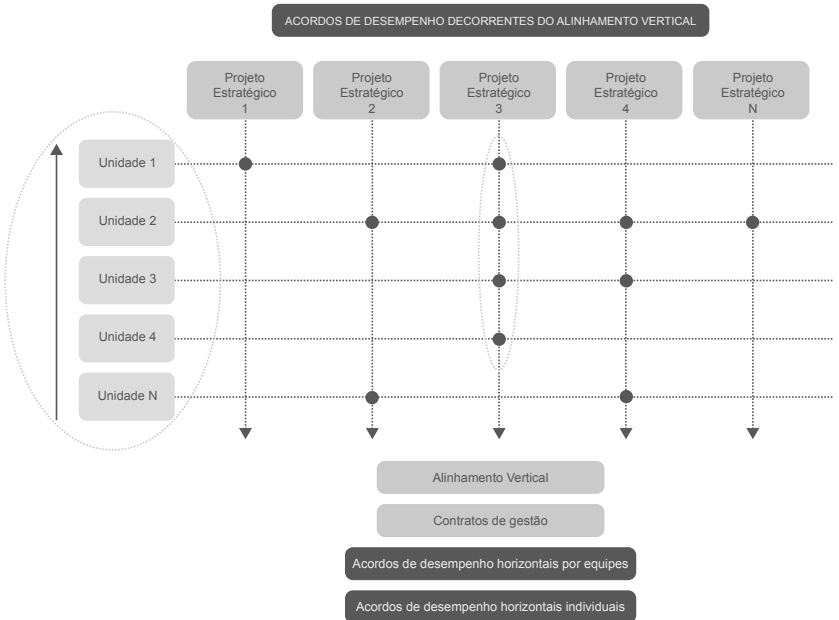 ACORDOS DE DESEMPENHO DECORRENTES DO ALINHAMENTO VERTICAL
Projeto
Estratégico
1
Projeto
Estratégico
2
Projeto
Estratégico
3
Projeto
Estratégico
4
Projeto
Estratégico
N
Unidade 1
Unidade 2
Unidade 3
Unidade 4
Unidade N
Alinhamento Vertical
Contratos de gestão
Acordos de desempenho horizontais por equipes
Acordos de desempenho horizontais individuais